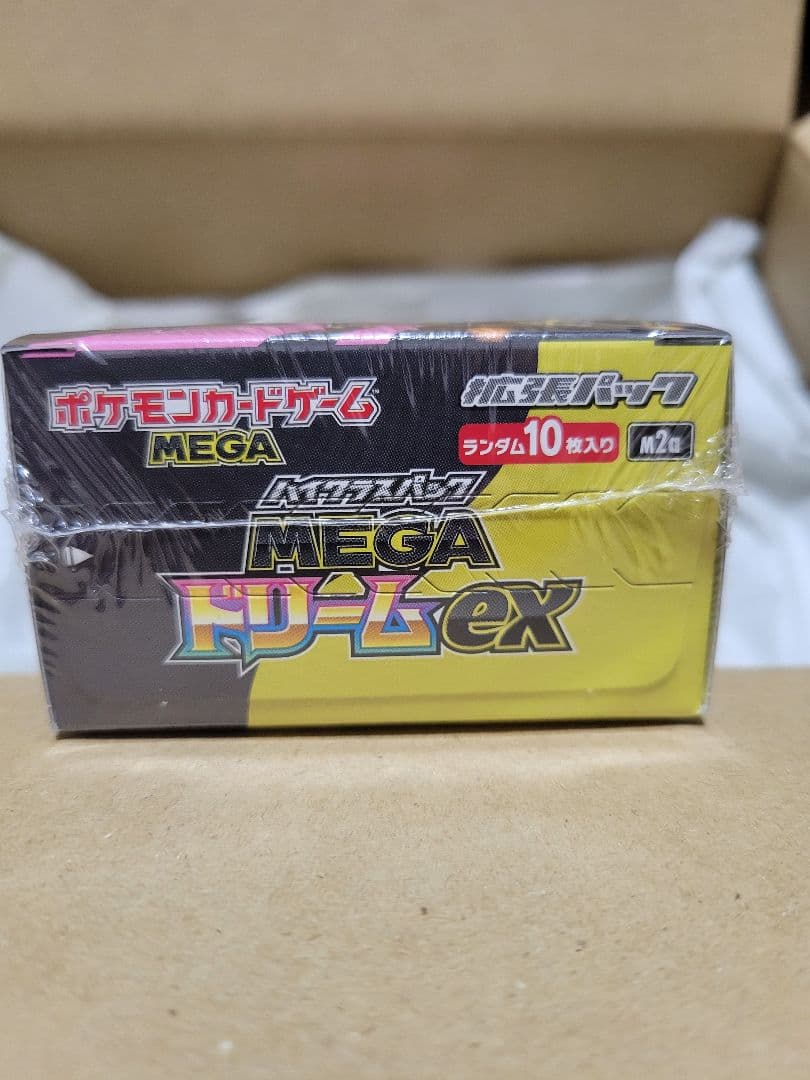 ポケモンカードゲーム
MEGA
拡張パック
ランダム10枚入り M2a
ハイクラスパック
MEGA
ドリームex